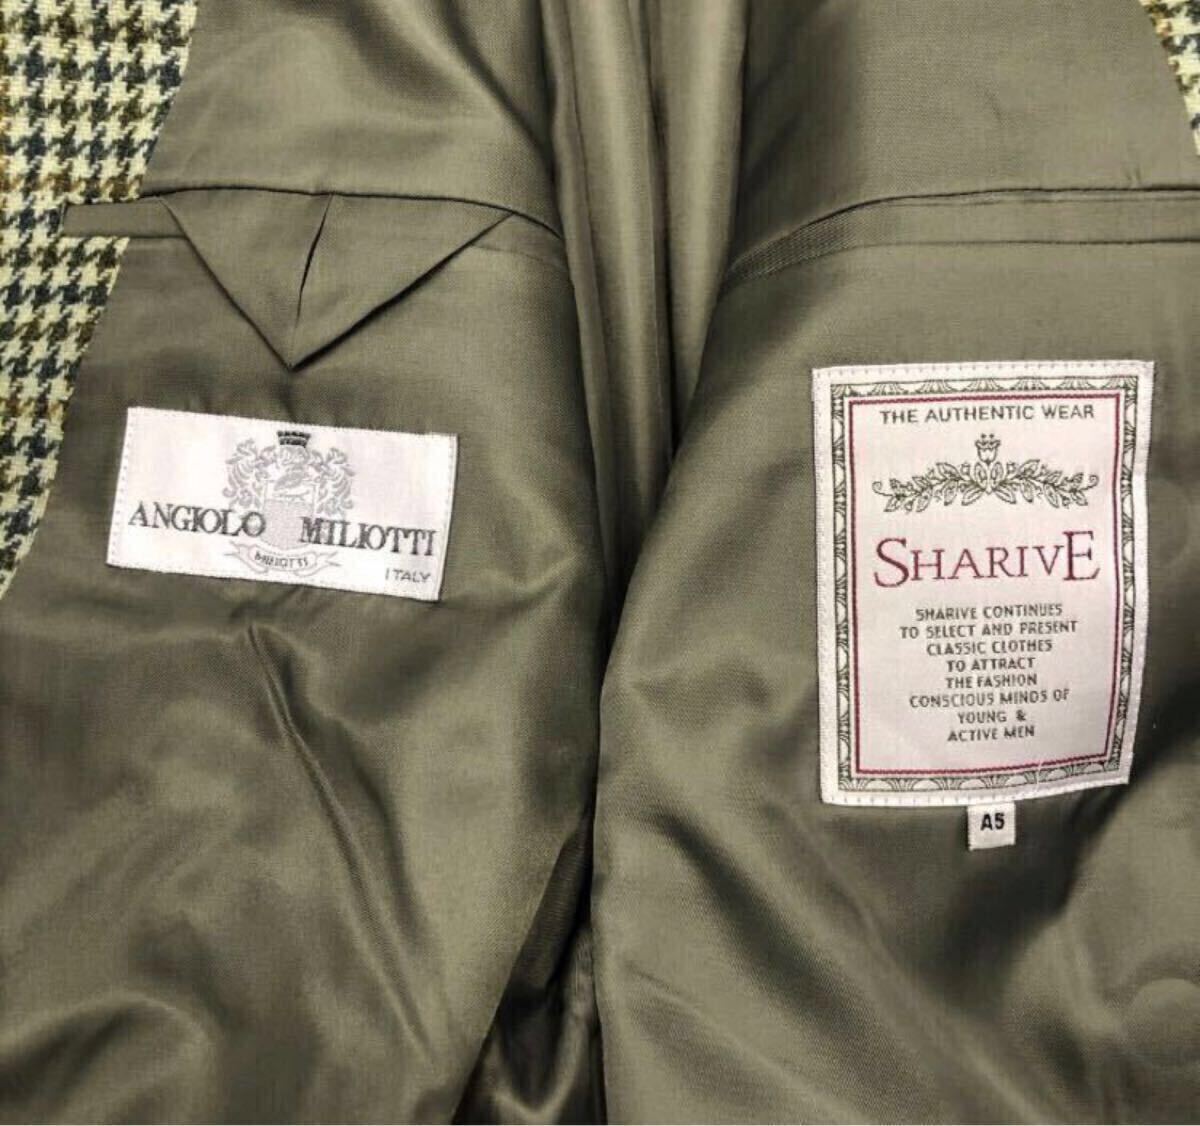 ANGIOLO MILIOTTI
MILIOTTI
ITALY
THE AUTHENTIC WEAR
SHARIVE
SHARIVE CONTINUES
TO SELECT AND PRESENT
CLASSIC CLOTHES
TO ATTRACT
THE FASHION
CONSCIOUS MINDS OF
YOUNG &
ACTIVE MEN
A5